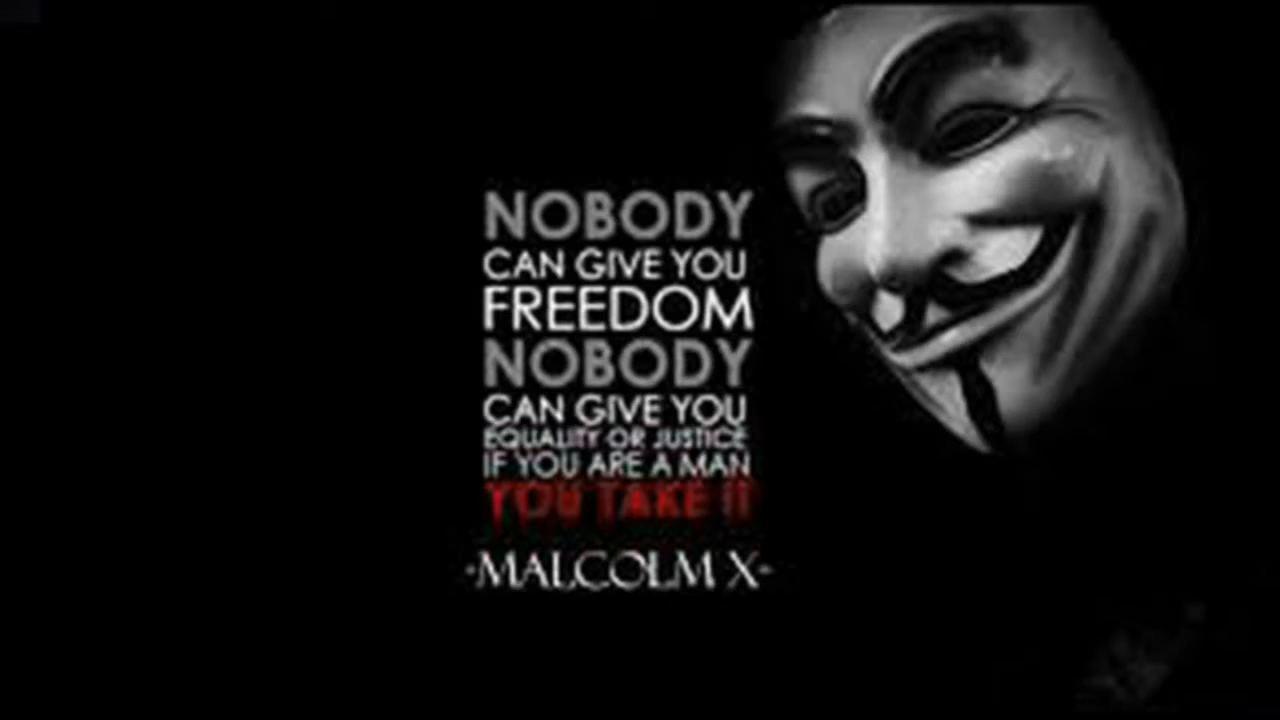 NOBODY
CAN GIVE YOU
FREEDOM
NOBODY
CAN GIVE YOU
EQUALITY OR JUSTICE
IF YOU ARE A MAN
YOU TAKE IT
-MALCOLM X-